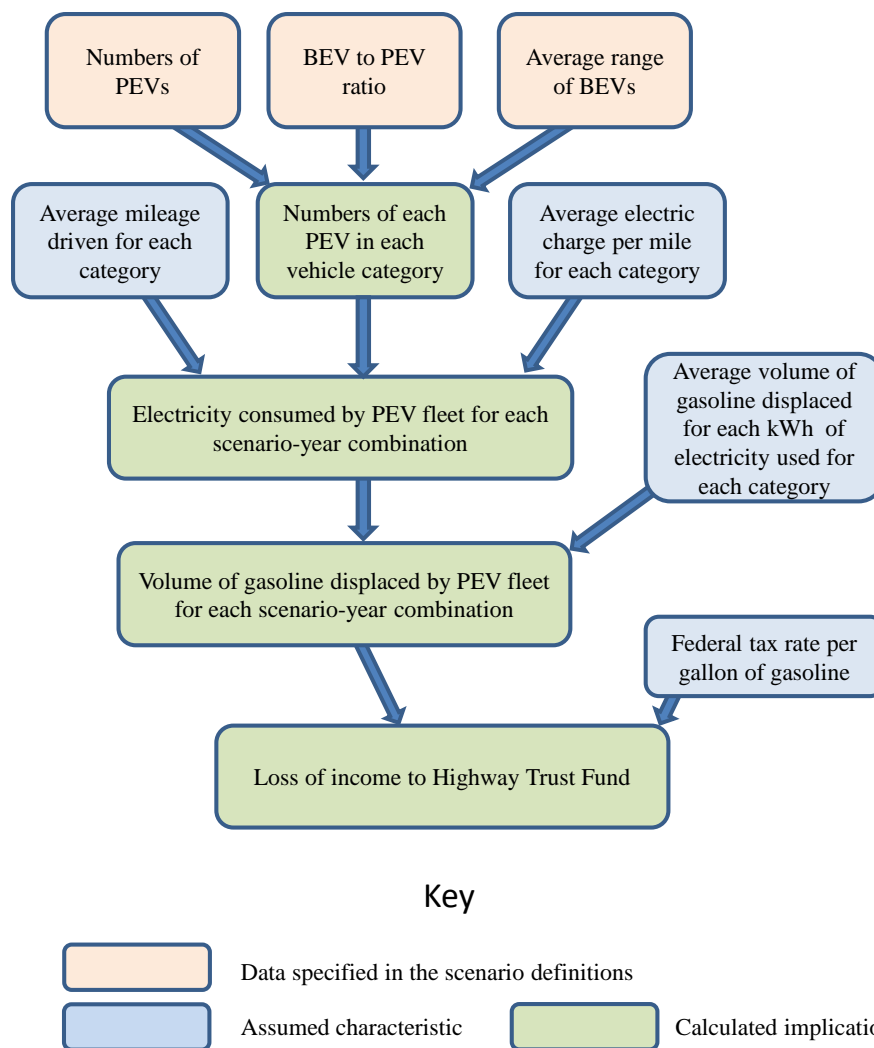 Numbers of
PEVs
BEV to PEV
ratio
Average range
of BEVs
Average mileage
driven for each
category
Numbers of each
PEV in each
vehicle category
Average electric
charge per mile
for each category
Electricity consumed by PEV fleet for each
scenario-year combination
Average volume of
gasoline displaced
for each kWh of
electricity used for
each category
Volume of gasoline displaced by PEV fleet
for each scenario-year combination
Federal tax rate per
gallon of gasoline
Loss of income to Highway Trust Fund
Key
Data specified in the scenario definitions
Assumed characteristic
Calculated implicatio